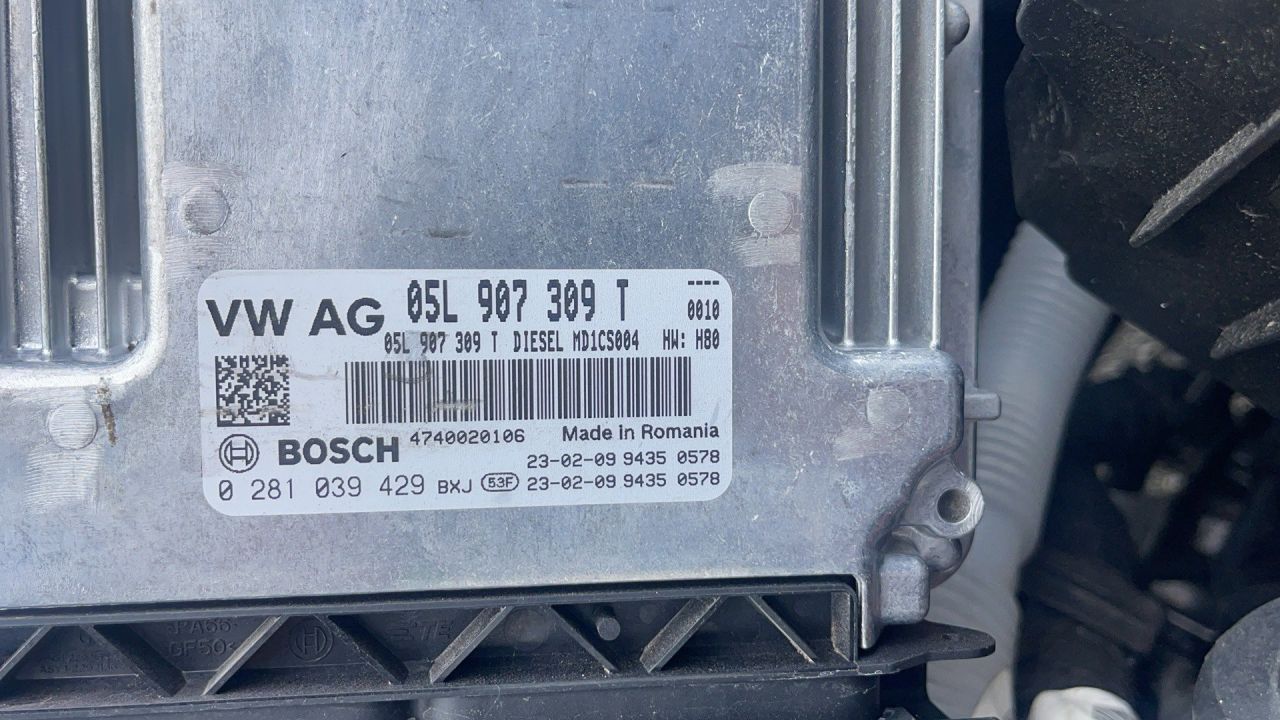 VW AG 05L 907 309 T ----
0010
05L 907 309 T DIESEL MD1CS004 HW: H80
BOSCH 4740020106 Made in Romania
23-02-09 9435 0578
0 281 039 429 BXJ 53F 23-02-09 9435 0578
GF50<